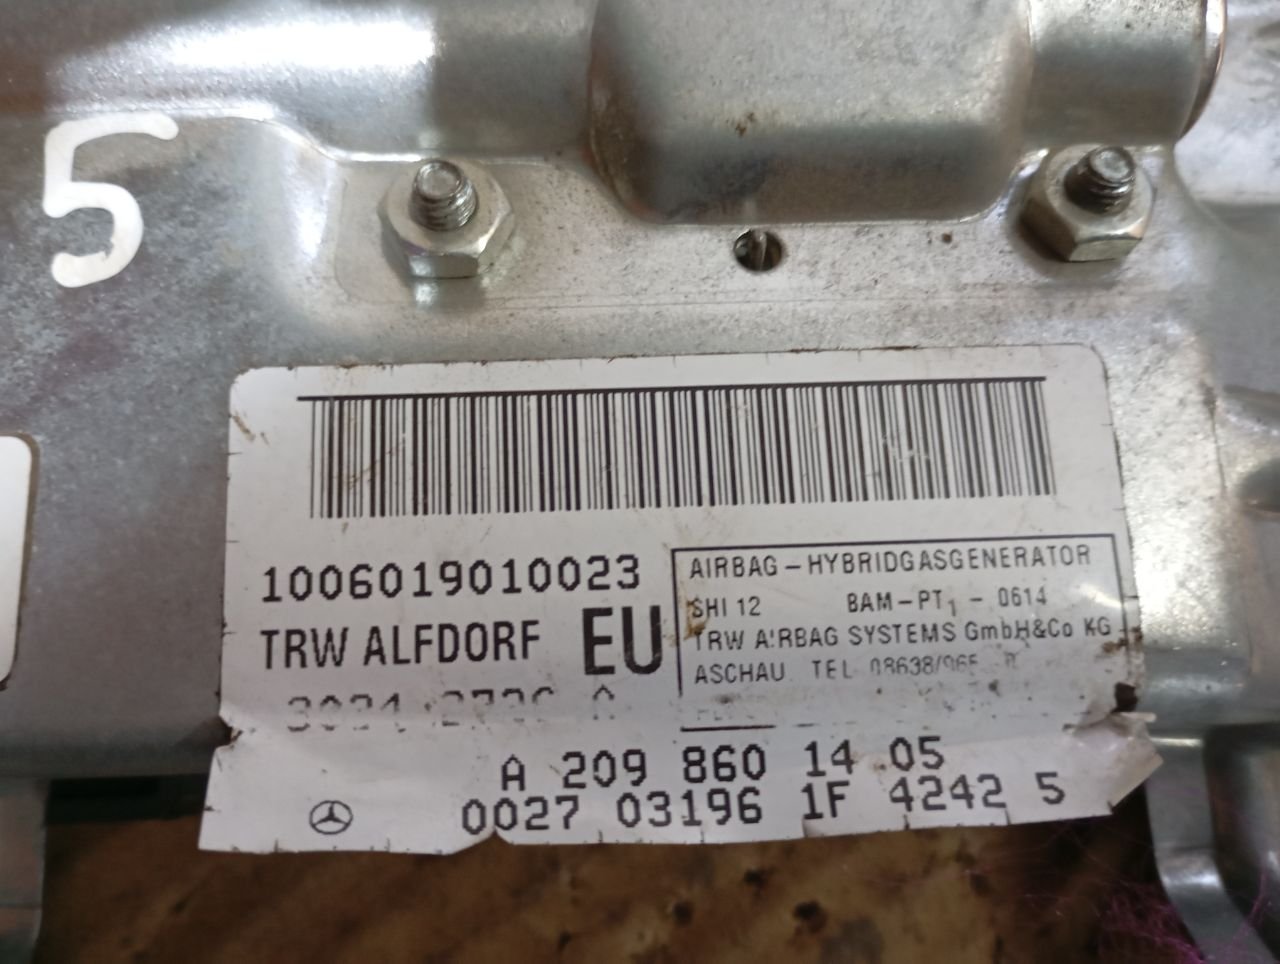 5
1006019010023
TRW ALFDORF EU
AIRBAG – HYBRIDGASGENERATOR
SHI 12 BAM – PT1 – 0614
TRW AIRBAG SYSTEMS GmbH&Co KG
ASCHAU TEL
A 209 860 14 05
0027 03196 1F 4242 5